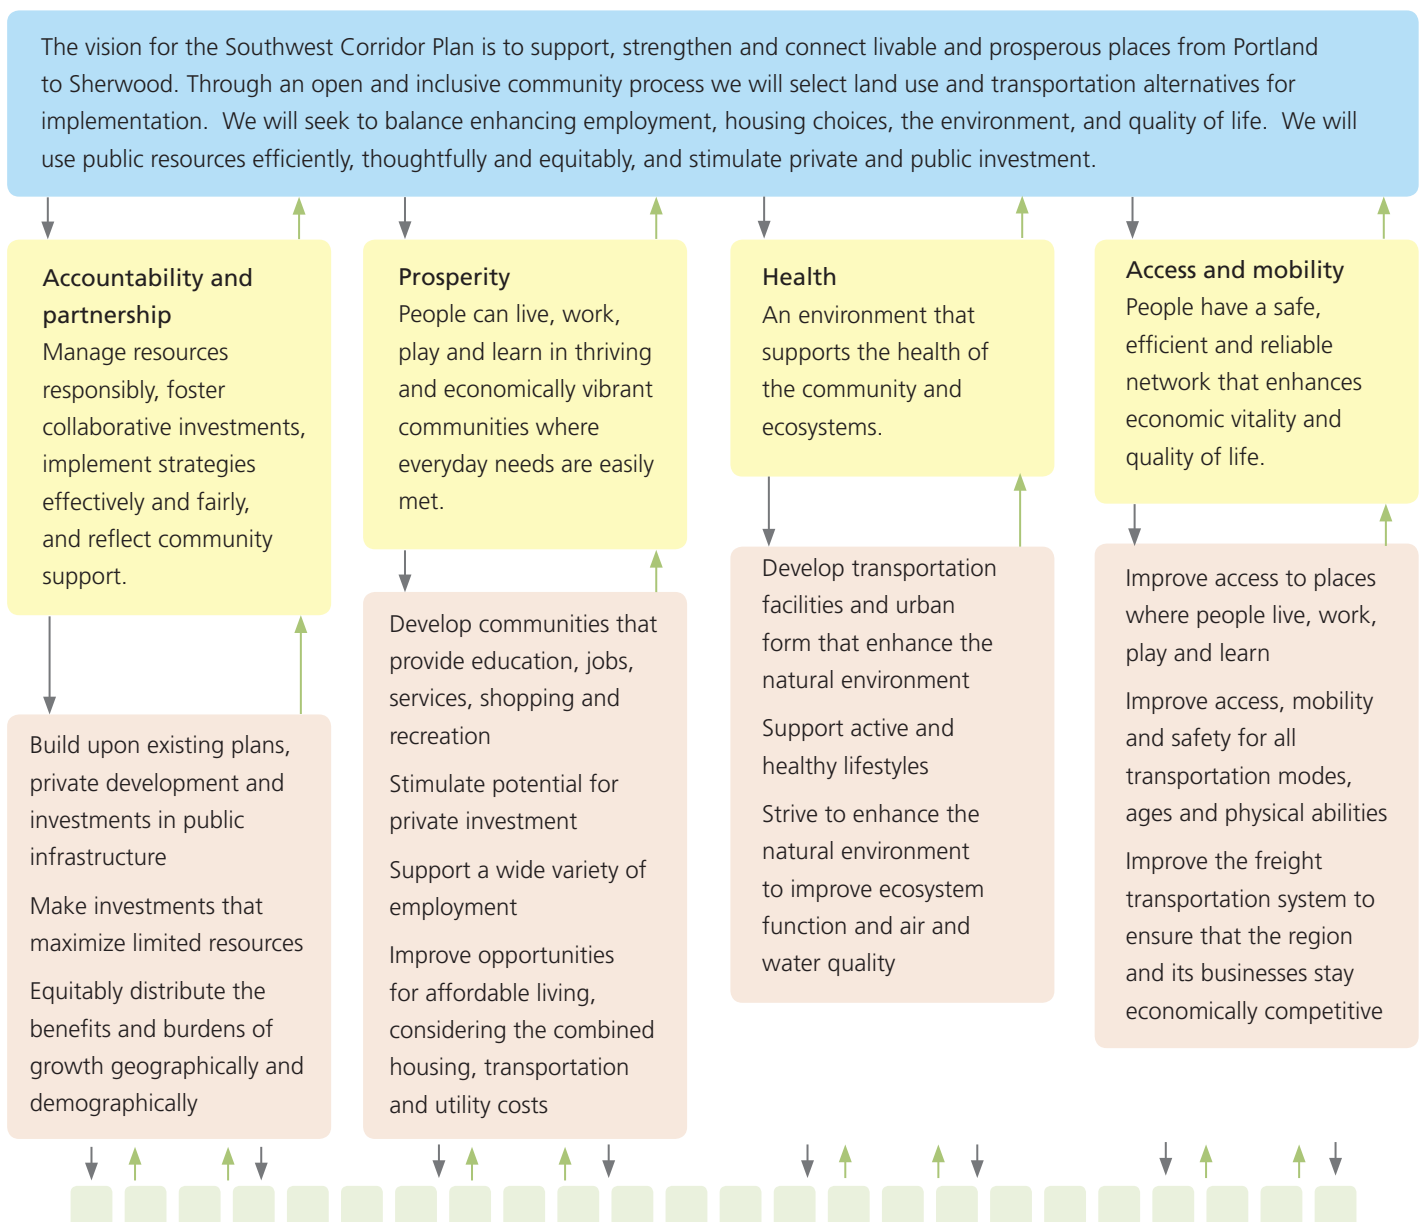 The vision for the Southwest Corridor Plan is to support, strengthen and connect livable and prosperous places from Portland
to Sherwood. Through an open and inclusive community process we will select land use and transportation alternatives for
implementation.  We will seek to balance enhancing employment, housing choices, the environment, and quality of life.  We will
use public resources efficiently, thoughtfully and equitably, and stimulate private and public investment.
Accountability and
partnership
Manage resources
responsibly, foster
collaborative investments,
implement strategies
effectively and fairly,
and reflect community
support.
Build upon existing plans,
private development and
investments in public
infrastructure
Make investments that
maximize limited resources
Equitably distribute the
benefits and burdens of
growth geographically and
demographically
Prosperity
People can live, work,
play and learn in thriving
and economically vibrant
communities where
everyday needs are easily
met.
Develop communities that
provide education, jobs,
services, shopping and
recreation
Stimulate potential for
private investment
Support a wide variety of
employment
Improve opportunities
for affordable living,
considering the combined
housing, transportation
and utility costs
Health
An environment that
supports the health of
the community and
ecosystems.
Develop transportation
facilities and urban
form that enhance the
natural environment
Support active and
healthy lifestyles
Strive to enhance the
natural environment
to improve ecosystem
function and air and
water quality
Access and mobility
People have a safe,
efficient and reliable
network that enhances
economic vitality and
quality of life.
Improve access to places
where people live, work,
play and learn
Improve access, mobility
and safety for all
transportation modes,
ages and physical abilities
Improve the freight
transportation system to
ensure that the region
and its businesses stay
economically competitive